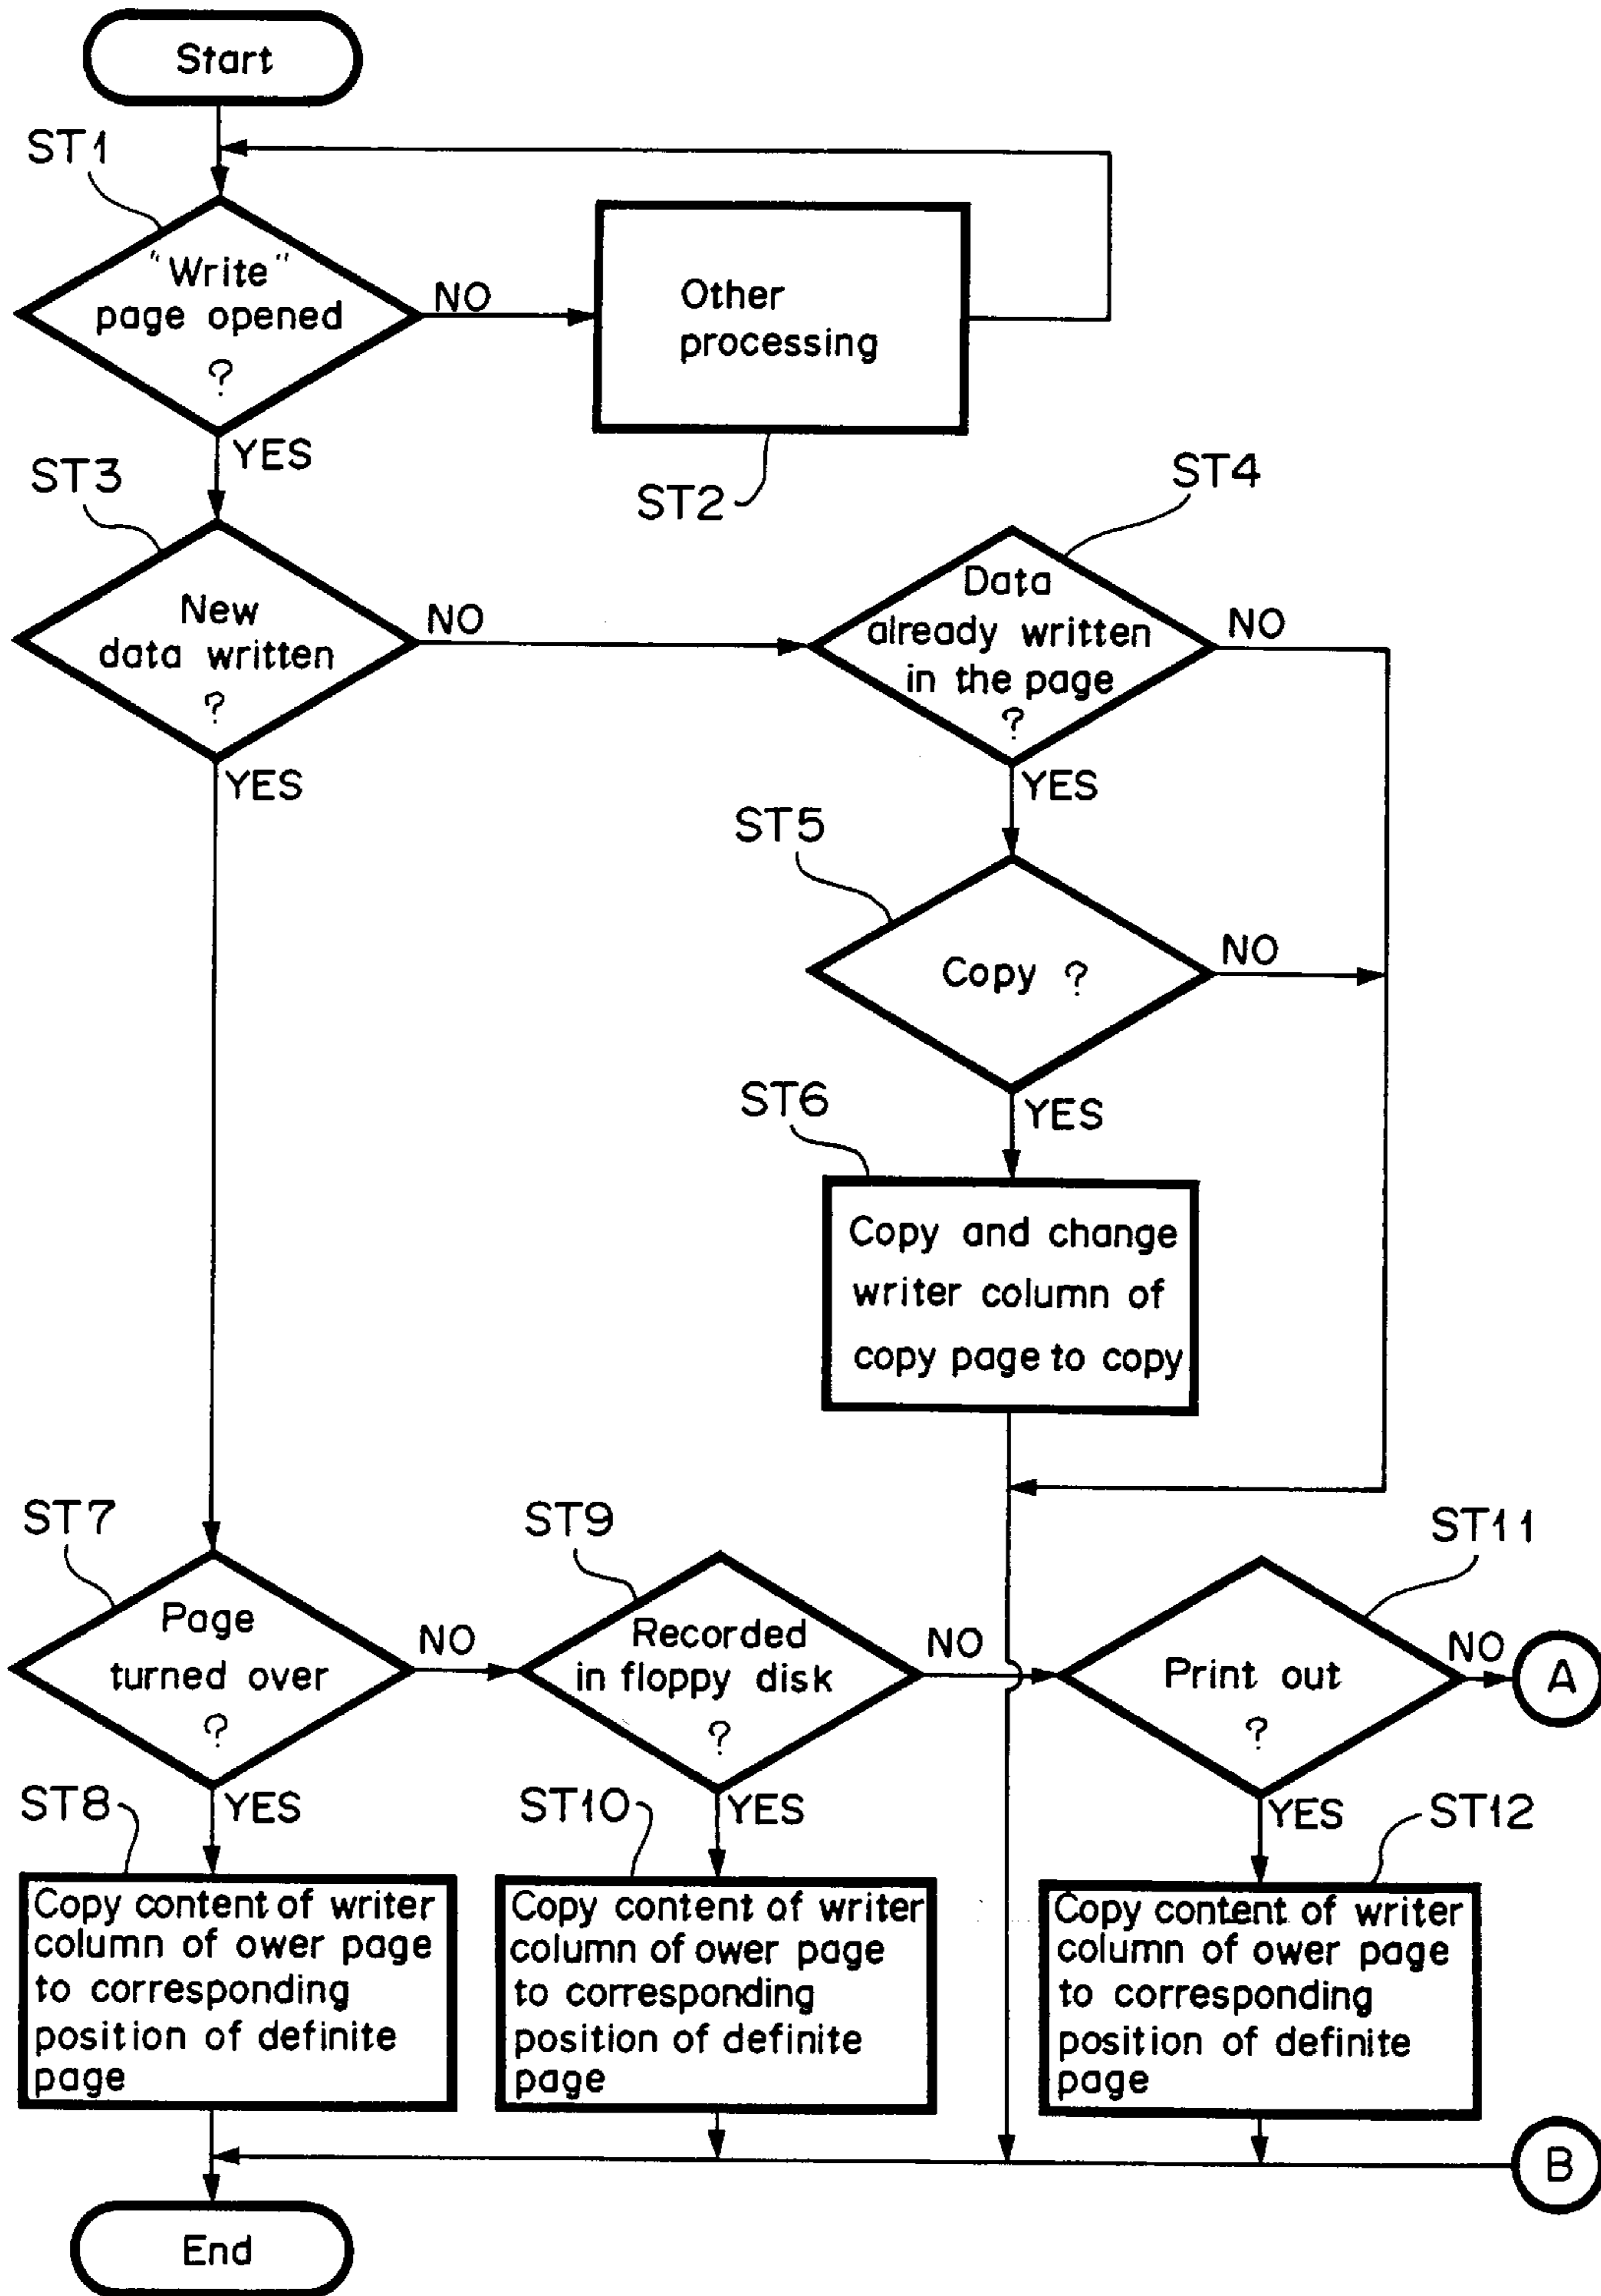 Start
ST1
"Write"
page opened
?
NO
Other
processing
ST2
YES
ST3
New
data written
?
NO
ST4
Data
already written
in the page
?
NO
YES
YES
ST5
Copy ?
NO
YES
ST6
Copy and change
writer column of
copy page to copy
ST7
Page
turned over
?
NO
ST9
Recorded
in floppy disk
?
NO
ST11
Print out
?
NO
A
YES
ST8
Copy content of writer
column of ower page
to corresponding
position of definite
page
YES
ST10
Copy content of writer
column of ower page
to corresponding
position of definite
page
YES
ST12
Copy content of writer
column of ower page
to corresponding
position of definite
page
B
End